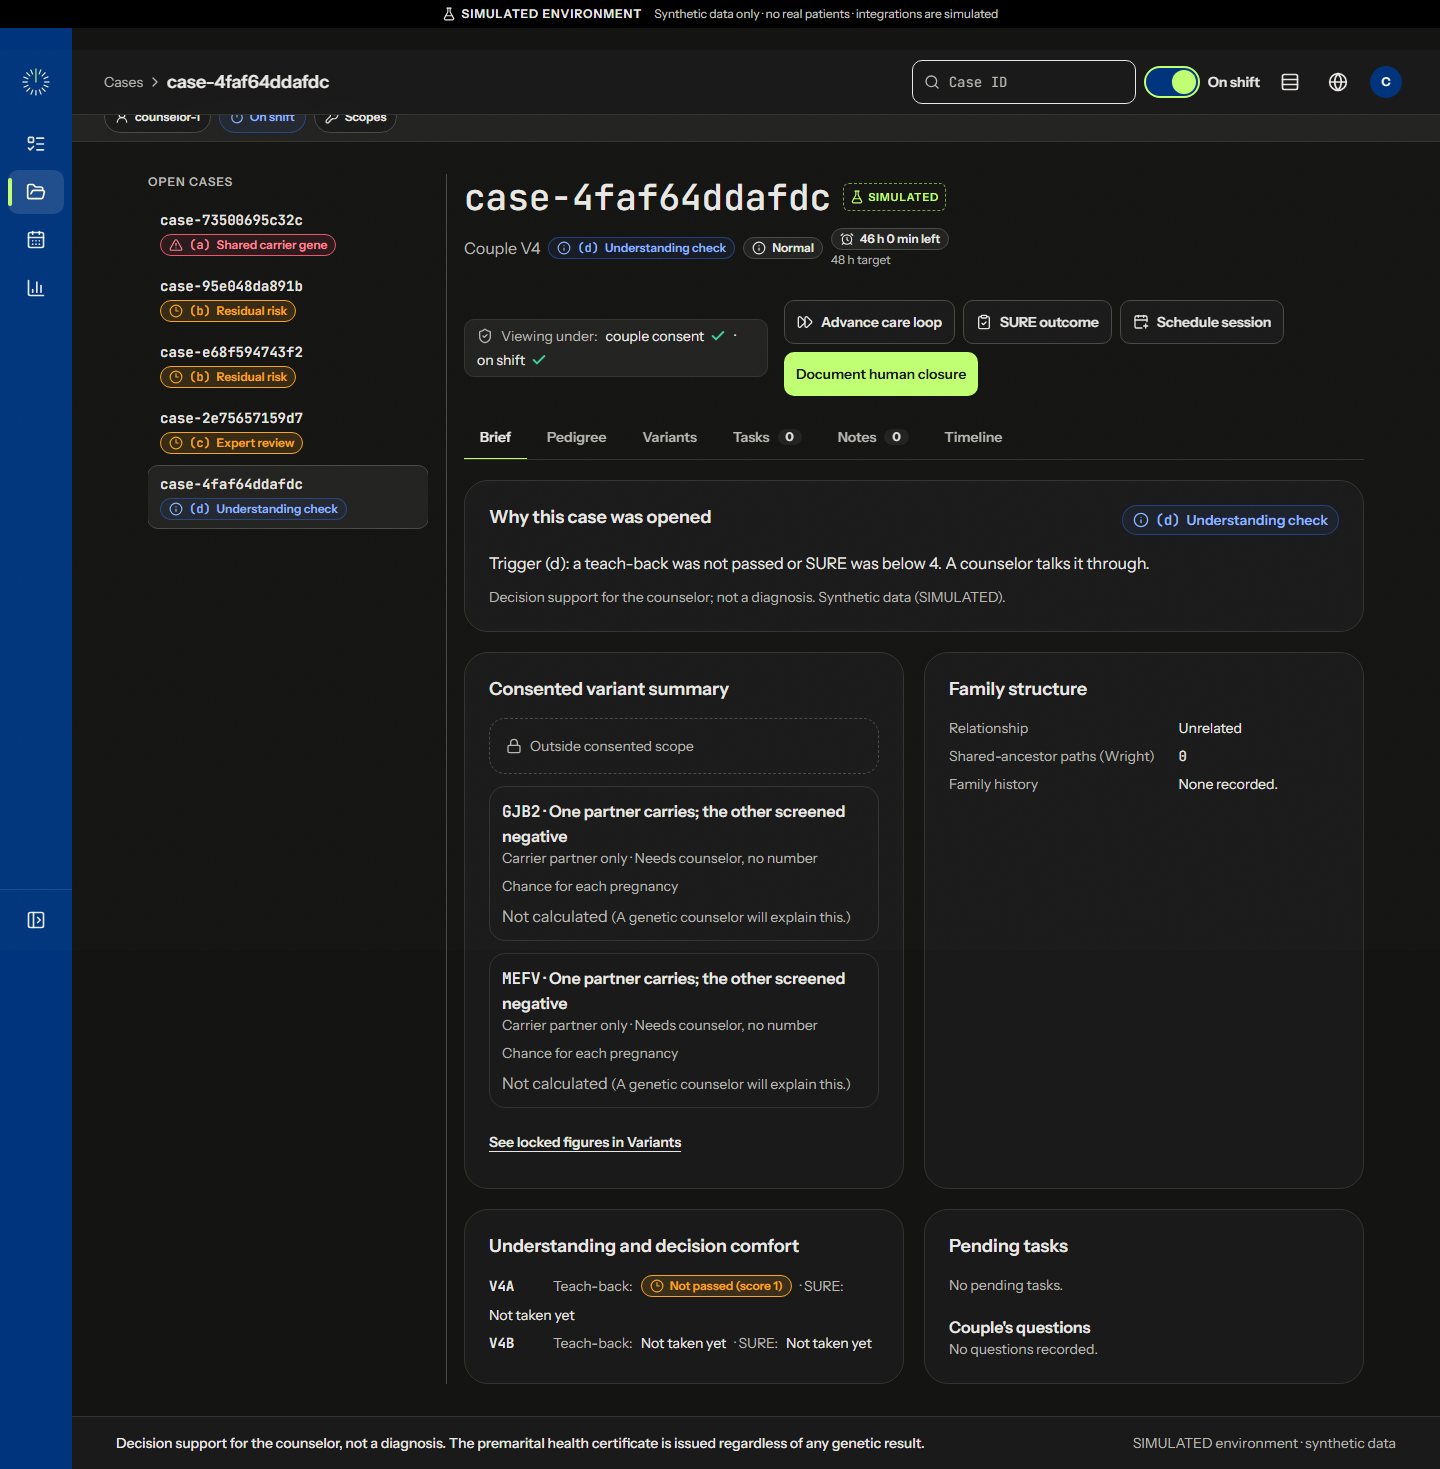 SIMULATED ENVIRONMENT Synthetic data only · no real patients · integrations are simulated
Cases > case-4faf64ddafdc
Case ID
On shift
C
counselor-1
On shift
Scopes
OPEN CASES
case-73500695c32c
(a) Shared carrier gene
case-95e048da891b
(b) Residual risk
case-e68f594743f2
(b) Residual risk
case-2e75657159d7
(c) Expert review
case-4faf64ddafdc
(d) Understanding check
case-4faf64ddafdc SIMULATED
Couple V4 (d) Understanding check Normal 46 h 0 min left
48 h target
Viewing under: couple consent ✓ ·
on shift ✓
Advance care loop
SURE outcome
Schedule session
Document human closure
Brief Pedigree Variants Tasks 0 Notes 0 Timeline
Why this case was opened
(d) Understanding check
Trigger (d): a teach-back was not passed or SURE was below 4. A counselor talks it through.
Decision support for the counselor; not a diagnosis. Synthetic data (SIMULATED).
Consented variant summary
Outside consented scope
GJB2 · One partner carries; the other screened
negative
Carrier partner only · Needs counselor, no number
Chance for each pregnancy
Not calculated (A genetic counselor will explain this.)
MEFV · One partner carries; the other screened
negative
Carrier partner only · Needs counselor, no number
Chance for each pregnancy
Not calculated (A genetic counselor will explain this.)
See locked figures in Variants
Family structure
Relationship Unrelated
Shared-ancestor paths (Wright) 0
Family history None recorded.
Understanding and decision comfort
V4A Teach-back: Not passed (score 1) · SURE:
Not taken yet
V4B Teach-back: Not taken yet · SURE: Not taken yet
Pending tasks
No pending tasks.
Couple's questions
No questions recorded.
Decision support for the counselor, not a diagnosis. The premarital health certificate is issued regardless of any genetic result.
SIMULATED environment · synthetic data